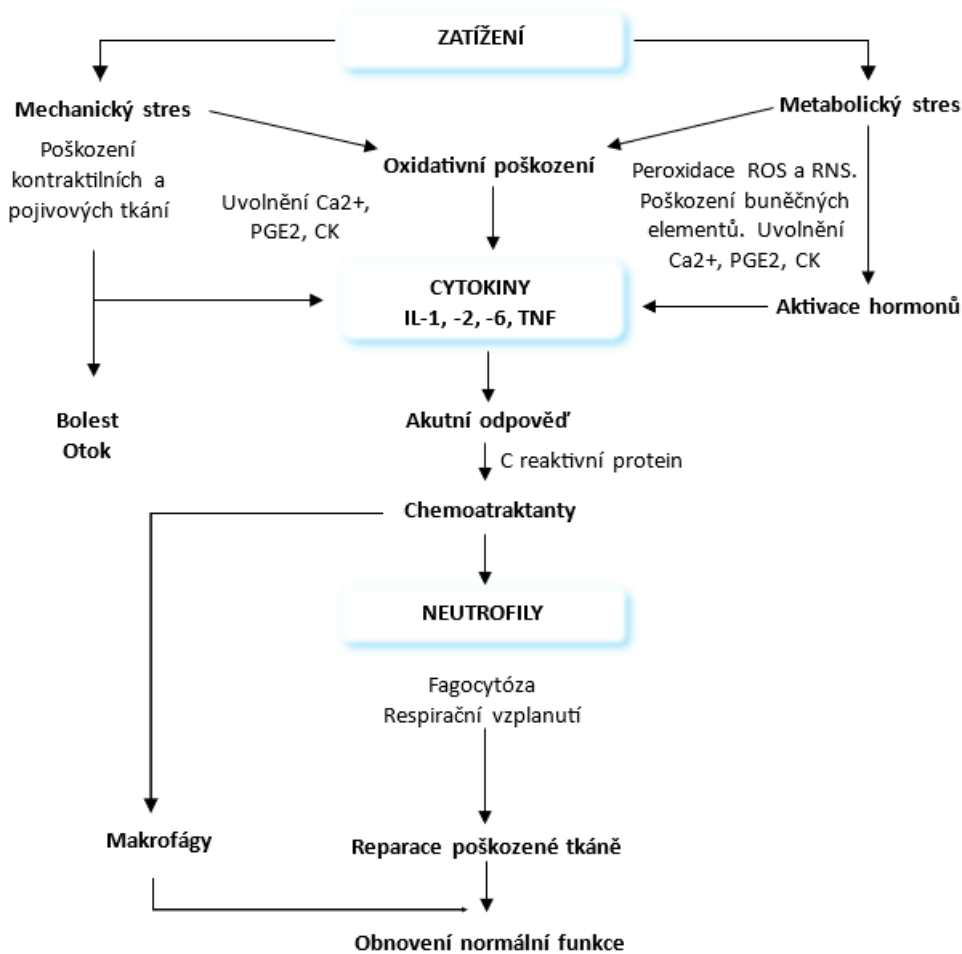 ZATÍŽENÍ
Mechanický stres
Metabolický stres
Poškození
kontraktilních a
pojivových tkání
Oxidativní poškození
Peroxidace ROS a RNS.
Poškození buněčných
elementů. Uvolnění
Ca2+, PGE2, CK
Uvolnění Ca2+,
PGE2, CK
CYTOKINY
IL-1, -2, -6, TNF
Aktivace hormonů
Bolest
Otok
Akutní odpověď
C reaktivní protein
Chemoatraktanty
NEUTROFILY
Fagocytóza
Respirační vzplanutí
Makrofágy
Reparace poškozené tkáně
Obnovení normální funkce